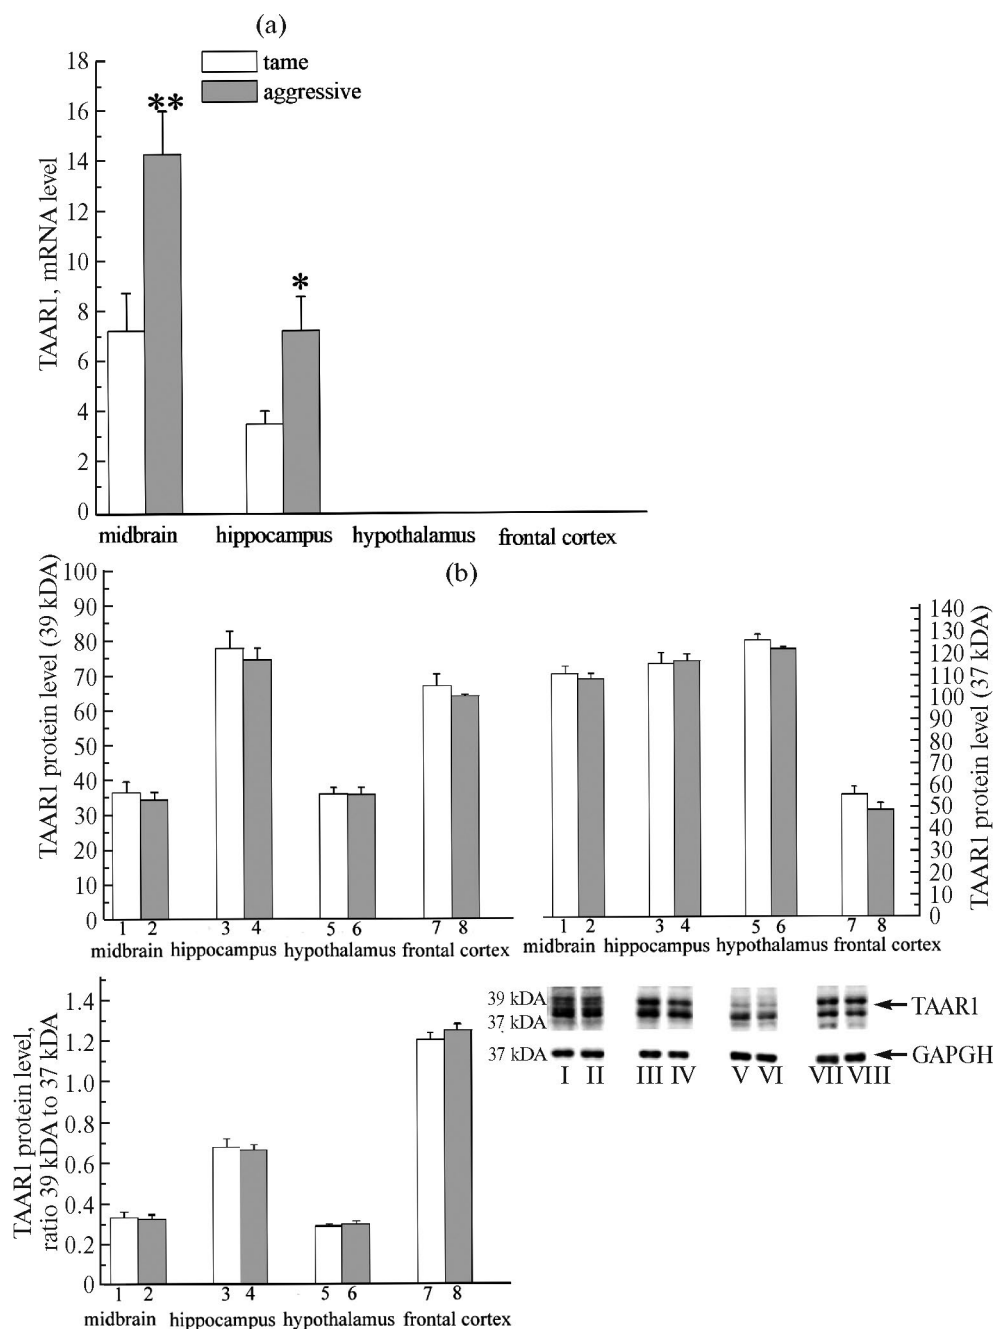 (a)
tame
aggressive
TAAR1, mRNA level
18
16
14
12
10
8
6
4
2
0
**
*
midbrain hippocampus hypothalamus frontal cortex
(b)
TAAR1 protein level (39 kDA)
100
90
80
70
60
50
40
30
20
10
0
1 2 3 4 5 6 7 8
midbrain hippocampus hypothalamus frontal cortex
TAAR1 protein level (37 kDA)
140
130
120
110
100
90
80
70
60
50
40
30
20
10
0
1 2 3 4 5 6 7 8
midbrain hippocampus hypothalamus frontal cortex
TAAR1 protein level,
ratio 39 kDA to 37 kDA
1.4
1.2
1.0
0.8
0.6
0.4
0.2
0
1 2 3 4 5 6 7 8
midbrain hippocampus hypothalamus frontal cortex
39 kDA
TAAR1
37 kDA
37 kDA
GAPGH
I II III IV V VI VII VIII